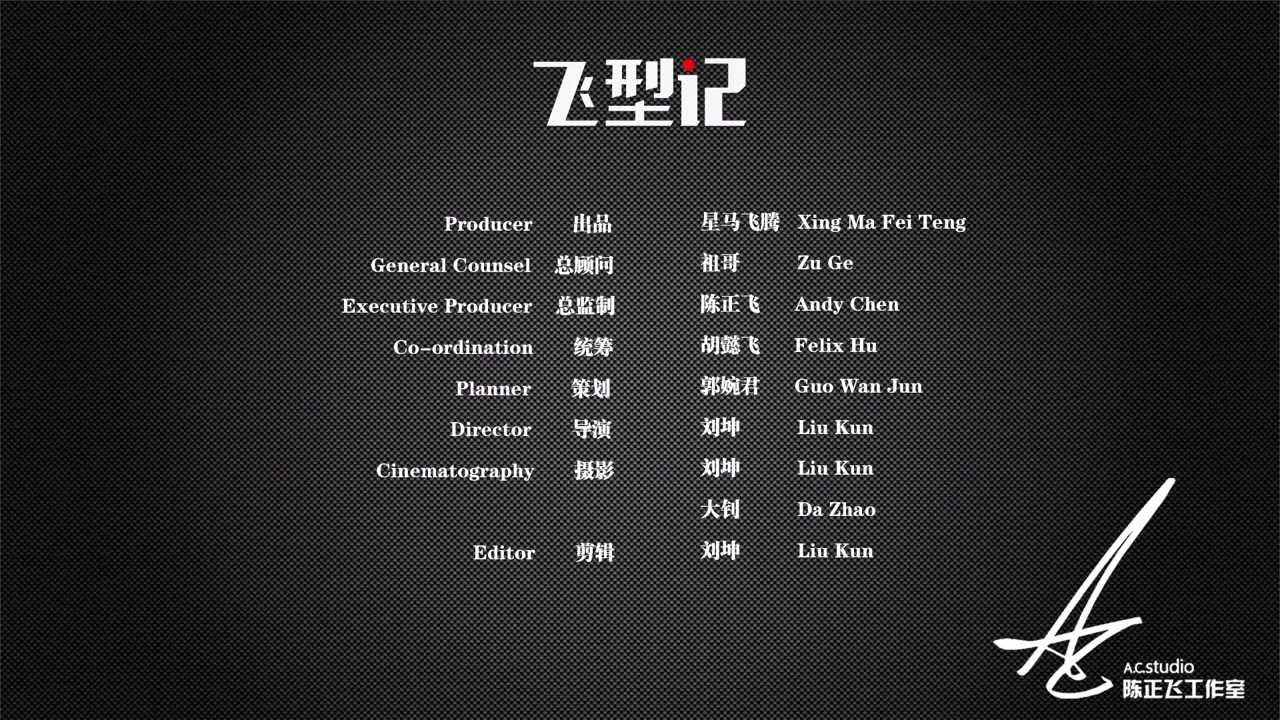 飞型记
Producer 出品 星马飞腾 Xing Ma Fei Teng
General Counsel 总顾问 祖哥 Zu Ge
Executive Producer 总监制 陈正飞 Andy Chen
Co-ordination 统筹 胡懿飞 Felix Hu
Planner 策划 郭婉君 Guo Wan Jun
Director 导演 刘坤 Liu Kun
Cinematography 摄影 刘坤 Liu Kun
大钊 Da Zhao
Editor 剪辑 刘坤 Liu Kun
A.C.studio
陈正飞工作室